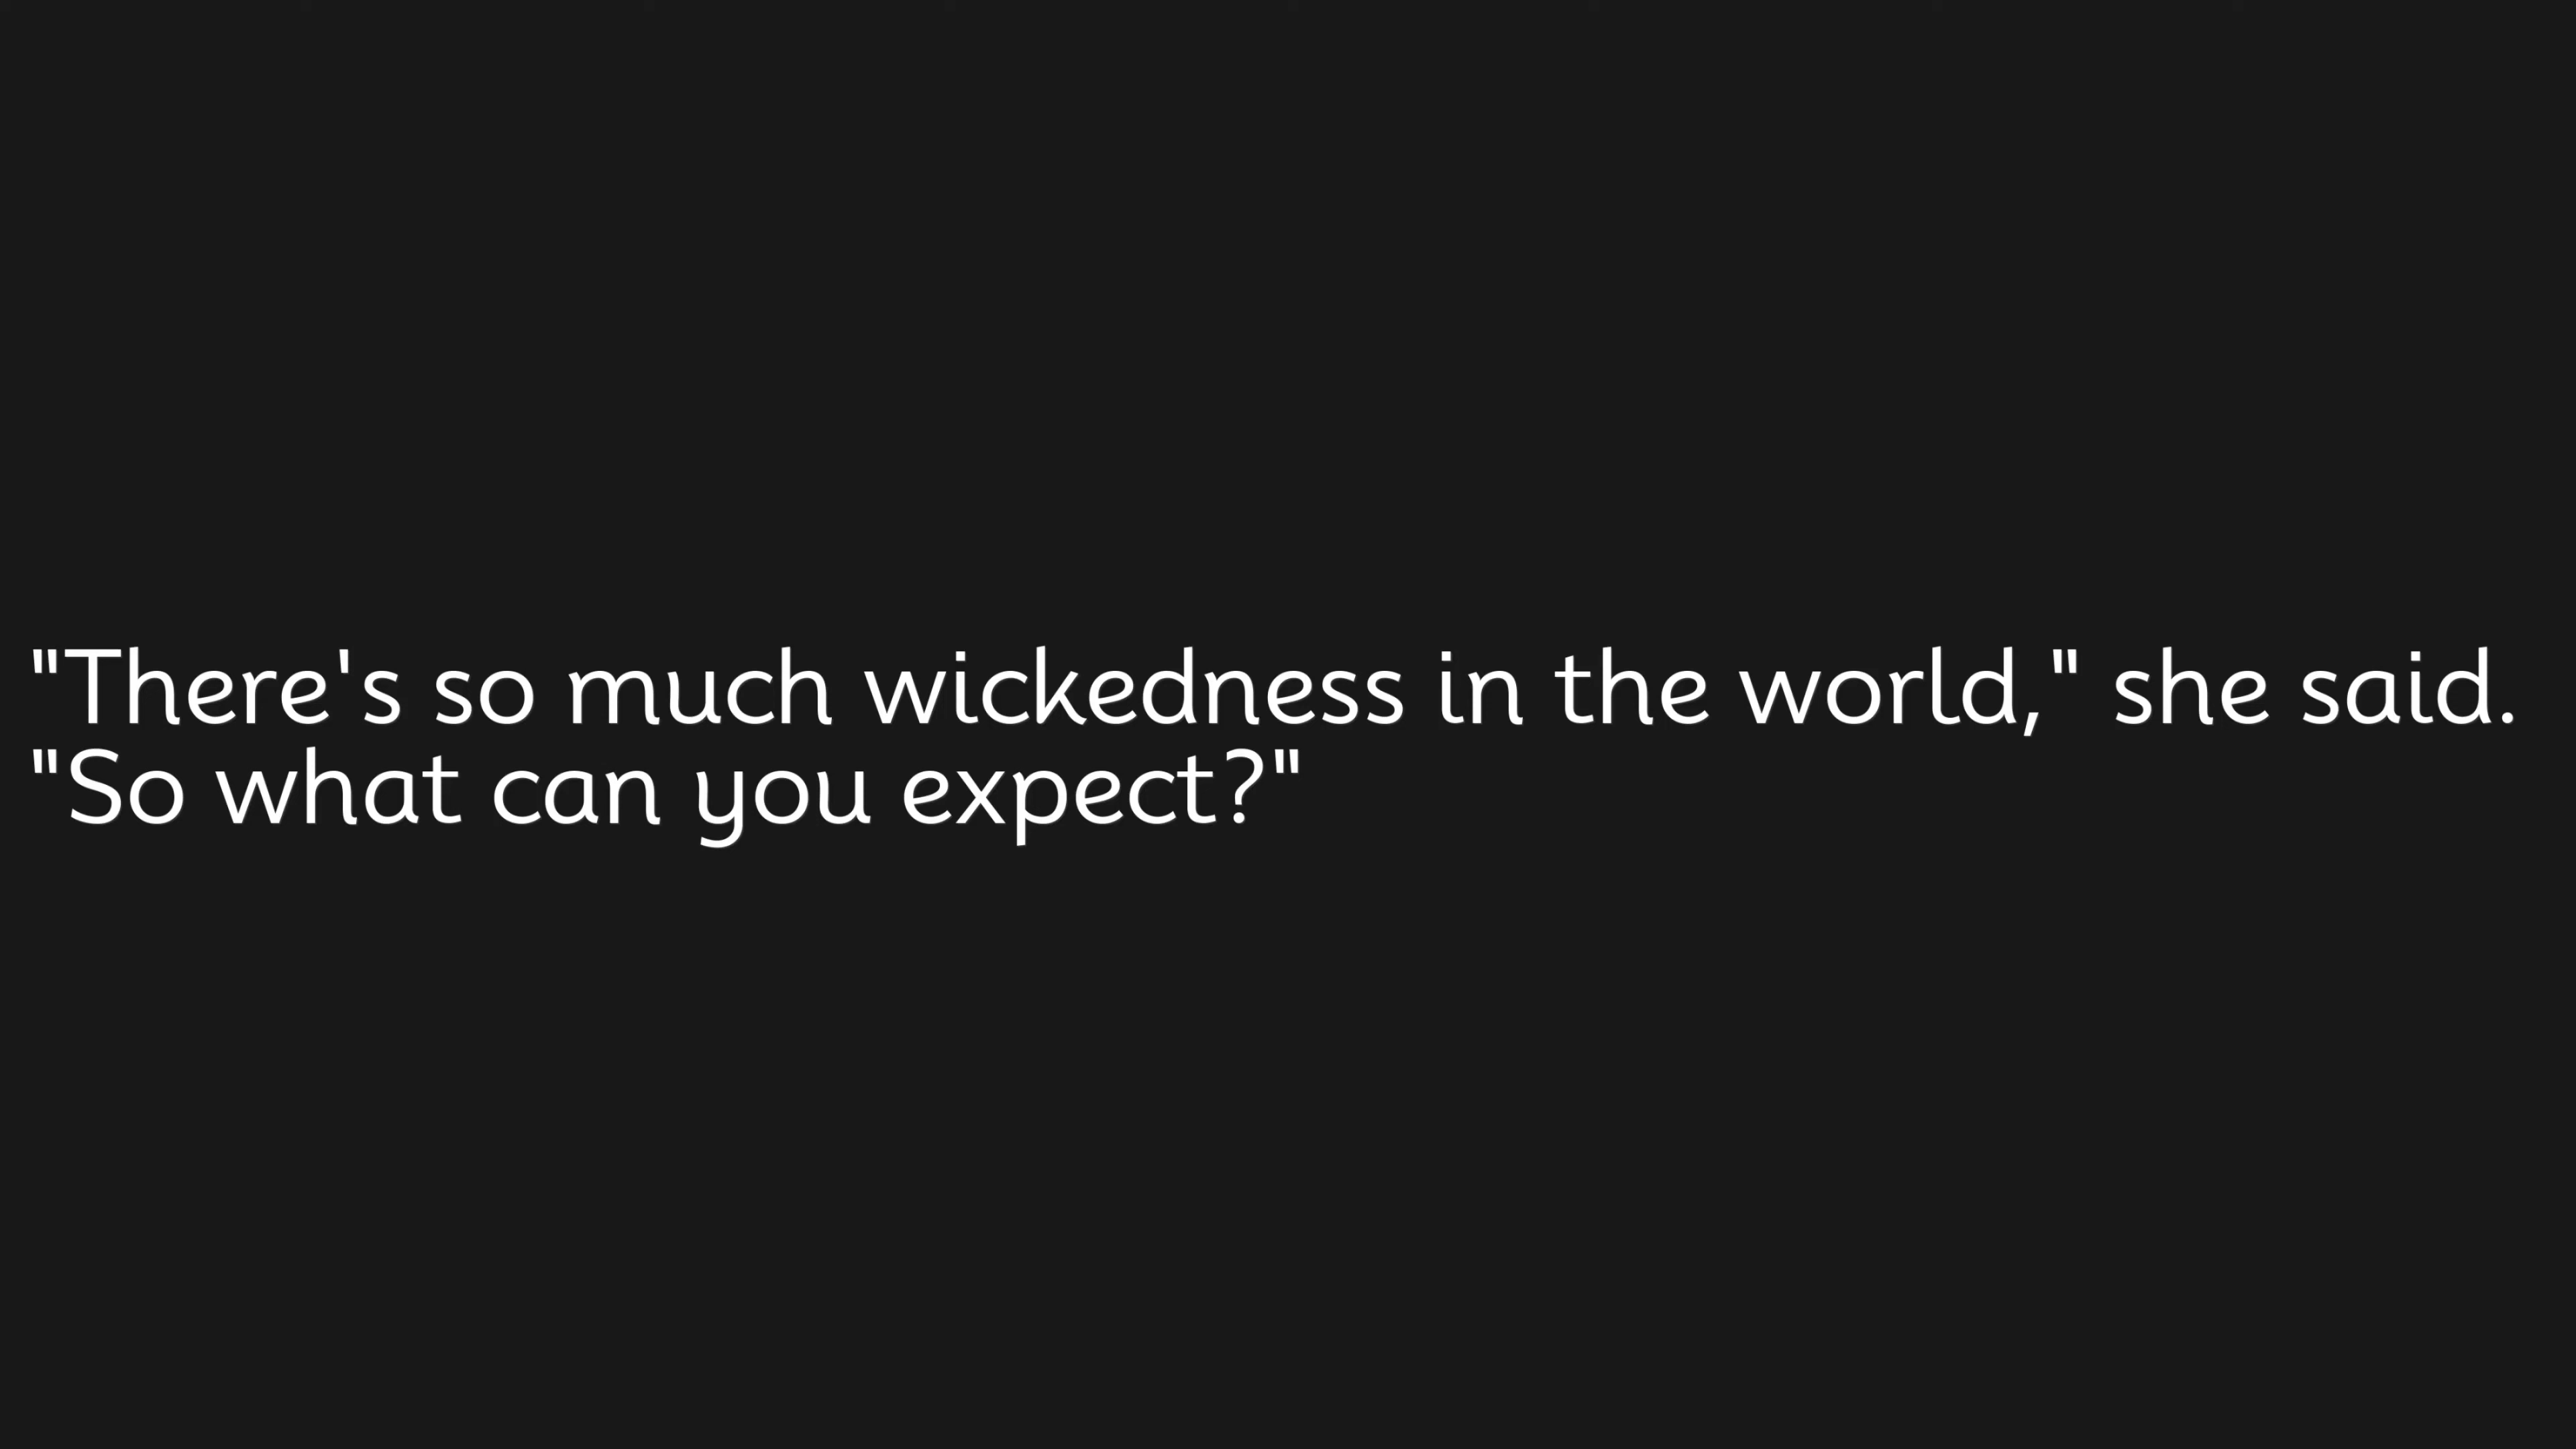 "There's so much wickedness in the world," she said.
"So what can you expect?"